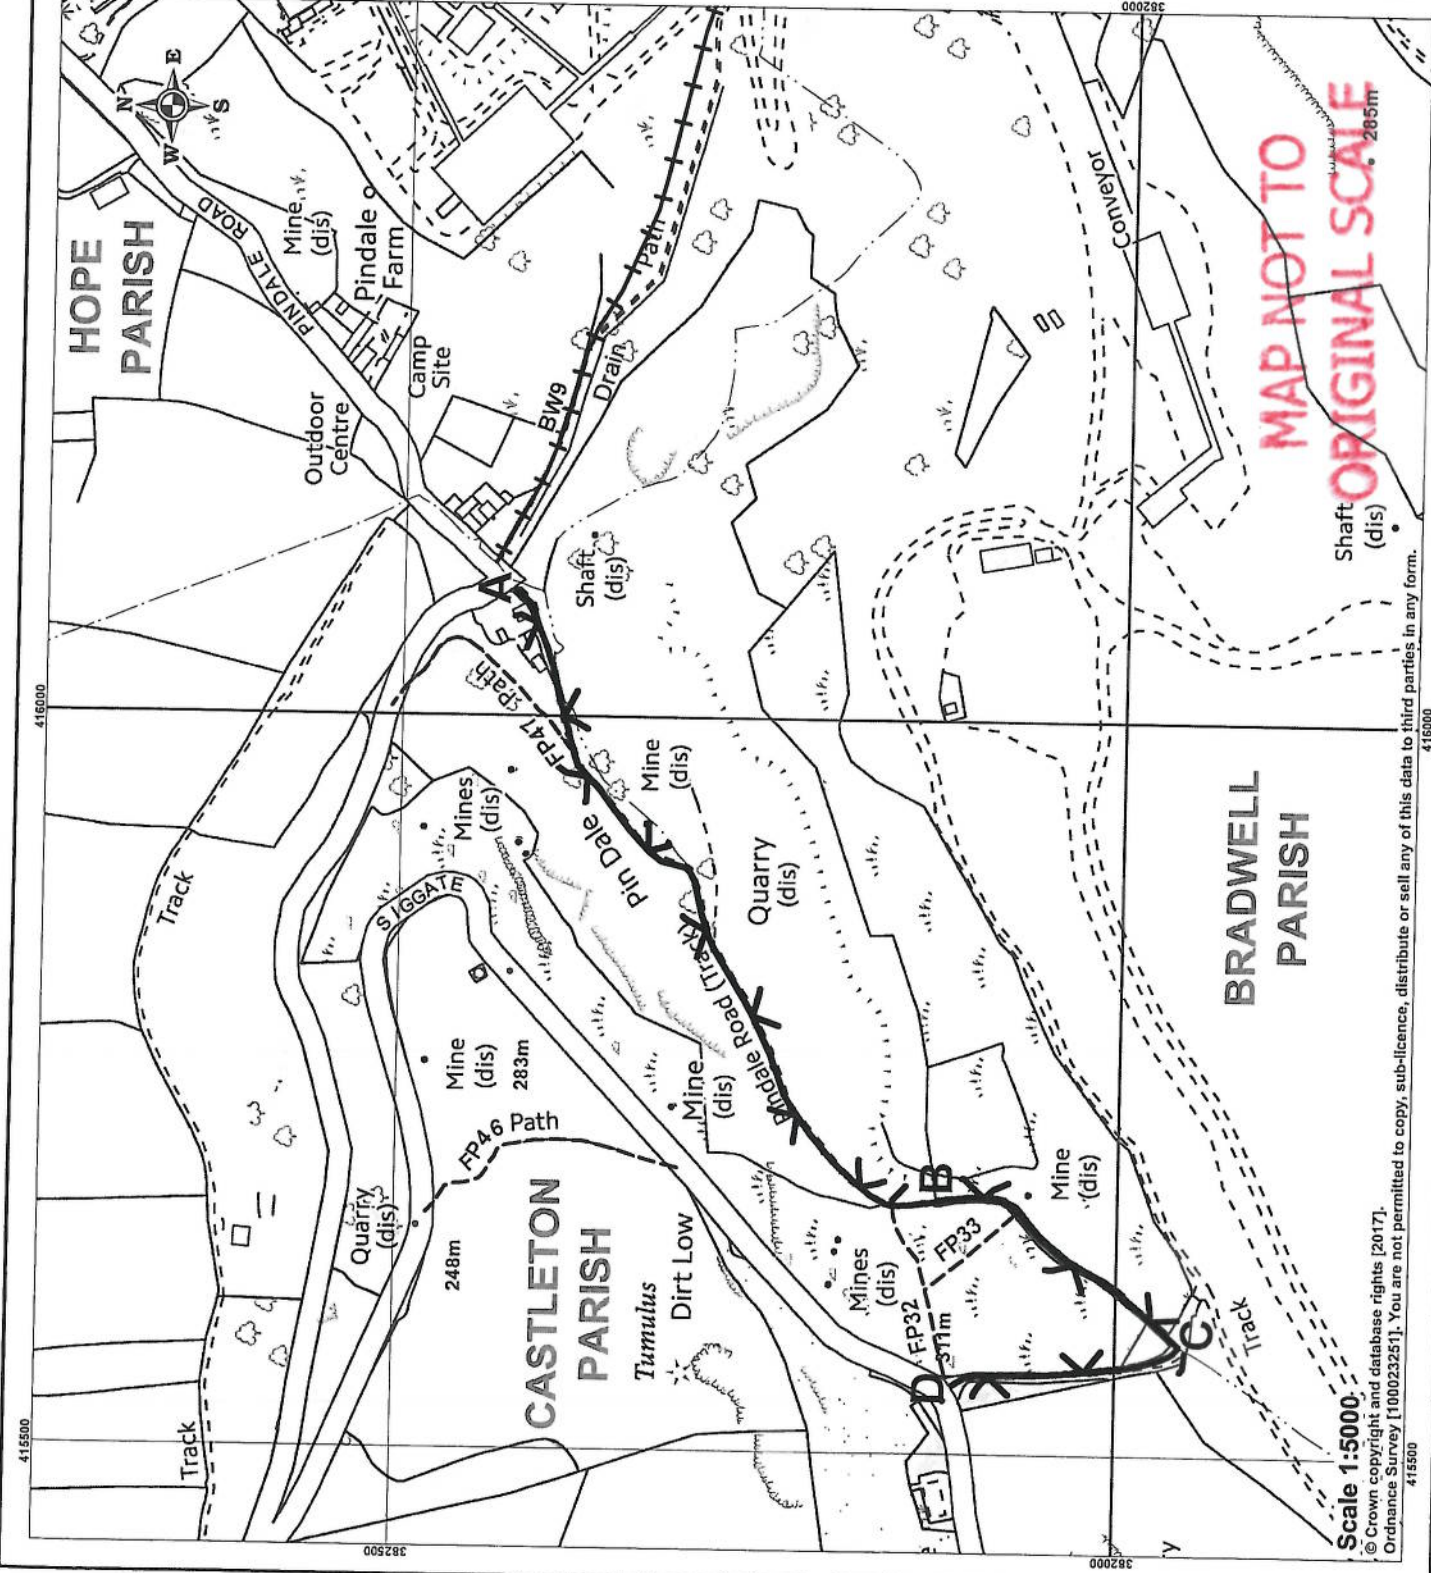 382000
N
E
S
W
HOPE
PARISH
PINDALE ROAD
Mine
(dis)
Pindale
Farm
Camp
Site
Outdoor
Centre
Path
BW9
Drain
Conveyor
MAP NOT TO
ORIGINAL SCALE
285m
Shaft
(dis)
A
Shaft
(dis)
416000
Path
FP47
Mines
(dis)
Mine
(dis)
Pin Dale
Track
SIGGATE
Quarry
(dis)
Pindale Road (Track)
Mine
(dis)
283m
Mine
(dis)
BRADWELL
PARISH
416000
FP46 Path
Quarry
(dis)
248m
CASTLETON
PARISH
Tumulus
Dirt Low
Mines
(dis)
B
Mine
(dis)
FP33
FP32
311m
D
C
Track
Track
415500
382500
382000
415500
Scale 1:5000
© Crown copyright and database rights [2017].
Ordnance Survey [100023251]. You are not permitted to copy, sub-licence, distribute or sell any of this data to third parties in any form.